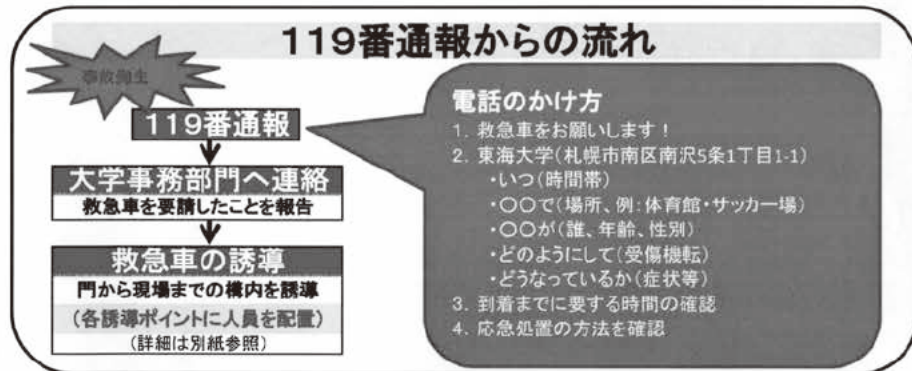 119番通報からの流れ
事故発生
119番通報
大学事務部門へ連絡
救急車を要請したことを報告
救急車の誘導
門から現場までの構内を誘導
(各誘導ポイントに人員を配置)
(詳細は別紙参照)
電話のかけ方
1. 救急車をお願いします！
2. 東海大学(札幌市南区南沢5条1丁目1-1)
・いつ(時間帯)
・〇〇で(場所、例:体育館・サッカー場)
・〇〇が(誰、年齢、性別)
・どのようにして(受傷機転)
・どうなっているか(症状等)
3. 到着までに要する時間の確認
4. 応急処置の方法を確認